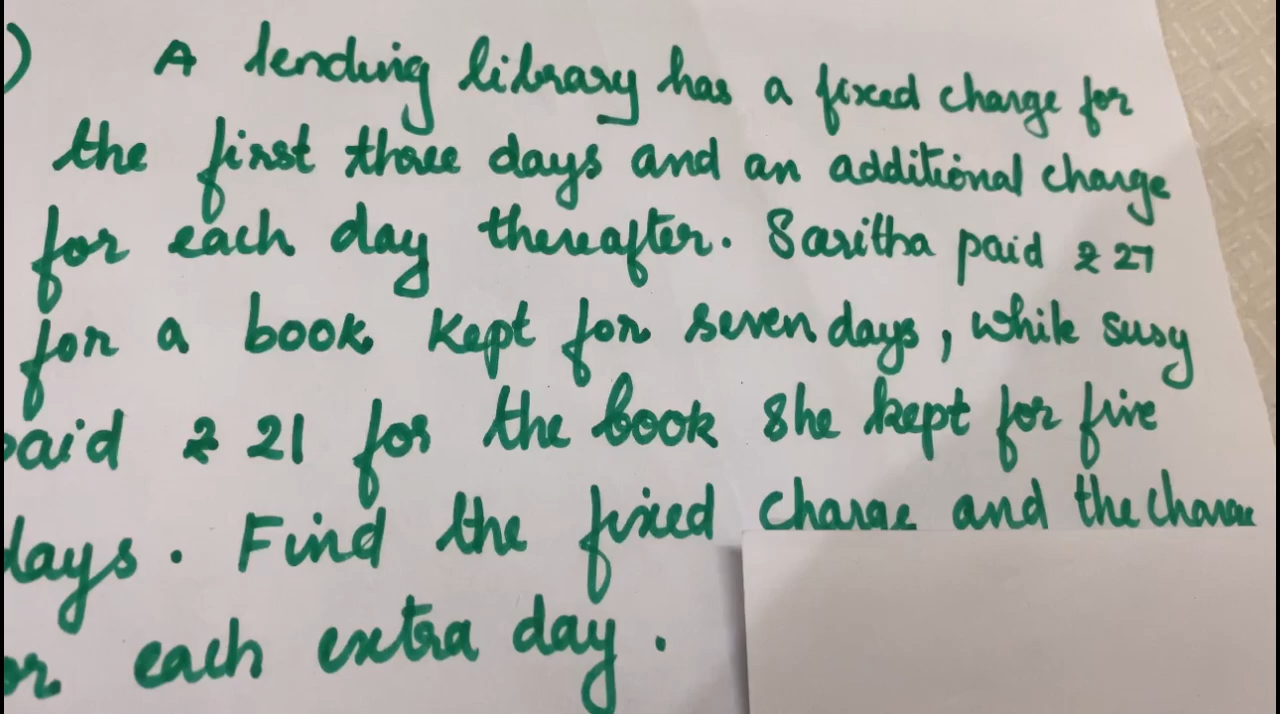 ) A lending library has a fixed charge for
the first three days and an additional charge
for each day thereafter. Saritha paid ₹ 27
for a book kept for seven days, while susy
paid ₹ 21 for the book she kept for five
days. Find the fixed charge and the charge
for each extra day.